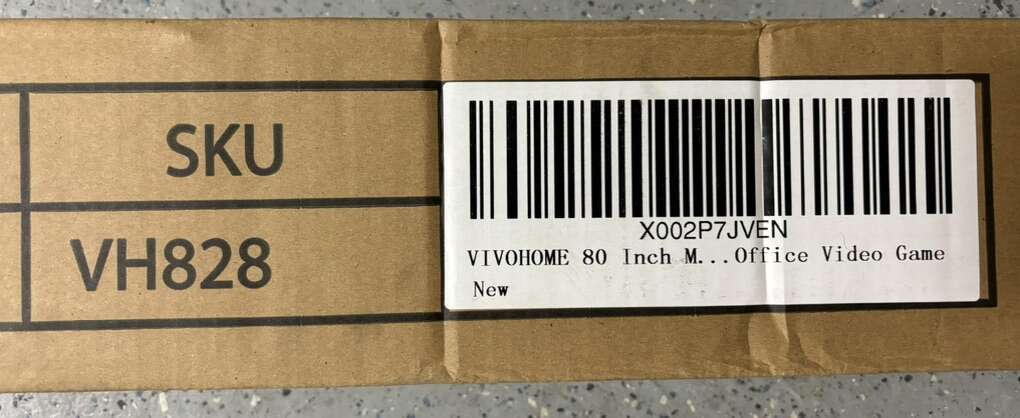 SKU
VH828
X002P7JVEN
VIVOHOME 80 Inch M...Office Video Game
New